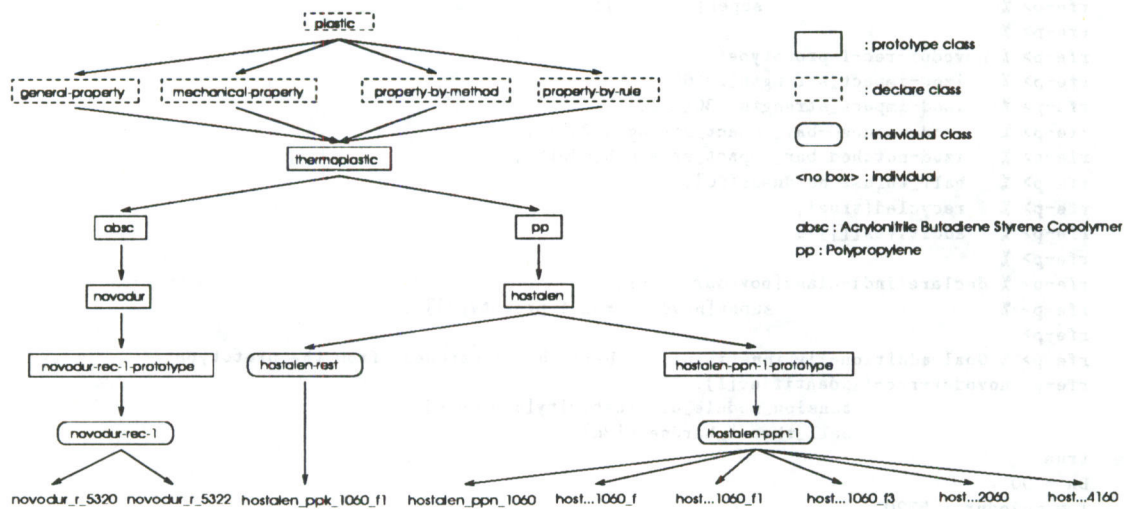 plastic
general-property
mechanical-property
property-by-method
property-by-rule
thermoplastic
absc
pp
novodur
hostalen
novodur-rec-1-prototype
hostalen-rest
hostalen-ppn-1-prototype
novodur-rec-1
hostalen-ppn-1
novodur_r_5320
novodur_r_5322
hostalen_ppk_1060_f1
hostalen_ppn_1060
host...1060_f
host...1060_f1
host...1060_f3
host...2060
host...4160
: prototype class
: declare class
: individual class
<no box> : individual
absc : Acrylonitrile Butadiene Styrene Copolymer
pp : Polypropylene